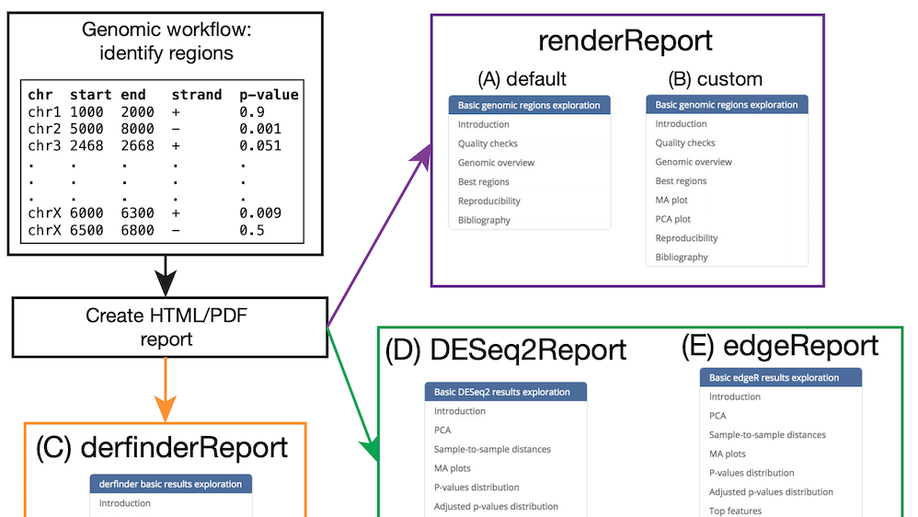 Genomic workflow:
identify regions
chr start end strand p-value
chr1 1000 2000 + 0.9
chr2 5000 8000 - 0.001
chr3 2468 2668 + 0.051
. . . . .
. . . . .
. . . . .
chrX 6000 6300 + 0.009
chrX 6500 6800 - 0.5
Create HTML/PDF
report
renderReport
(A) default
Basic genomic regions exploration
Introduction
Quality checks
Genomic overview
Best regions
Reproducibility
Bibliography
(B) custom
Basic genomic regions exploration
Introduction
Quality checks
Genomic overview
Best regions
MA plot
PCA plot
Reproducibility
Bibliography
(C) derfinderReport
derfinder basic results exploration
Introduction
(D) DESeq2Report
Basic DESeq2 results exploration
Introduction
PCA
Sample-to-sample distances
MA plots
P-values distribution
Adjusted p-values distribution
(E) edgeReport
Basic edgeR results exploration
Introduction
PCA
Sample-to-sample distances
MA plots
P-values distribution
Adjusted p-values distribution
Top features